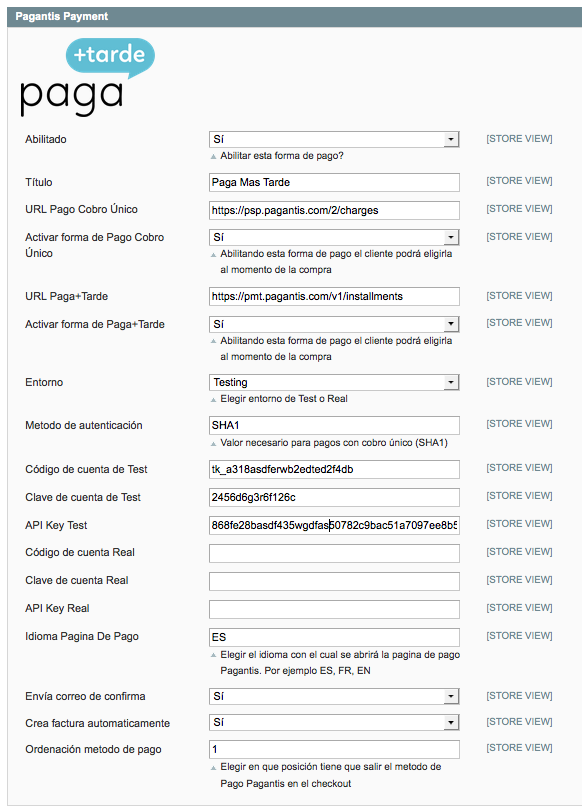 Pagantis Payment
+tarde
paga
Abilitado Sí [STORE VIEW]
Abilitar esta forma de pago?
Título Paga Mas Tarde [STORE VIEW]
URL Pago Cobro Único https://psp.pagantis.com/2/charges [STORE VIEW]
Activar forma de Pago Cobro Único Sí [STORE VIEW]
Abilitando esta forma de pago el cliente podrá eligirla
al momento de la compra
URL Paga+Tarde https://pmt.pagantis.com/v1/installments [STORE VIEW]
Activar forma de Paga+Tarde Sí [STORE VIEW]
Abilitando esta forma de pago el cliente podrá eligirla
al momento de la compra
Entorno Testing [STORE VIEW]
Elegir entorno de Test o Real
Metodo de autenticación SHA1 [STORE VIEW]
Valor necesario para pagos con cobro único (SHA1)
Código de cuenta de Test tk_a318asdferwb2edted2f4db [STORE VIEW]
Clave de cuenta de Test 2456d6g3r6f126c [STORE VIEW]
API Key Test 868fe28basdf435wgdfas50782c9bac51a7097ee8b5 [STORE VIEW]
Código de cuenta Real [STORE VIEW]
Clave de cuenta Real [STORE VIEW]
API Key Real [STORE VIEW]
Idioma Pagina De Pago ES [STORE VIEW]
Elegir el idioma con el cual se abrirá la pagina de pago
Pagantis. Por ejemplo ES, FR, EN
Envía correo de confirma Sí [STORE VIEW]
Crea factura automaticamente Sí [STORE VIEW]
Ordenación metodo de pago 1 [STORE VIEW]
Elegir en que posición tiene que salir el metodo de
Pago Pagantis en el checkout